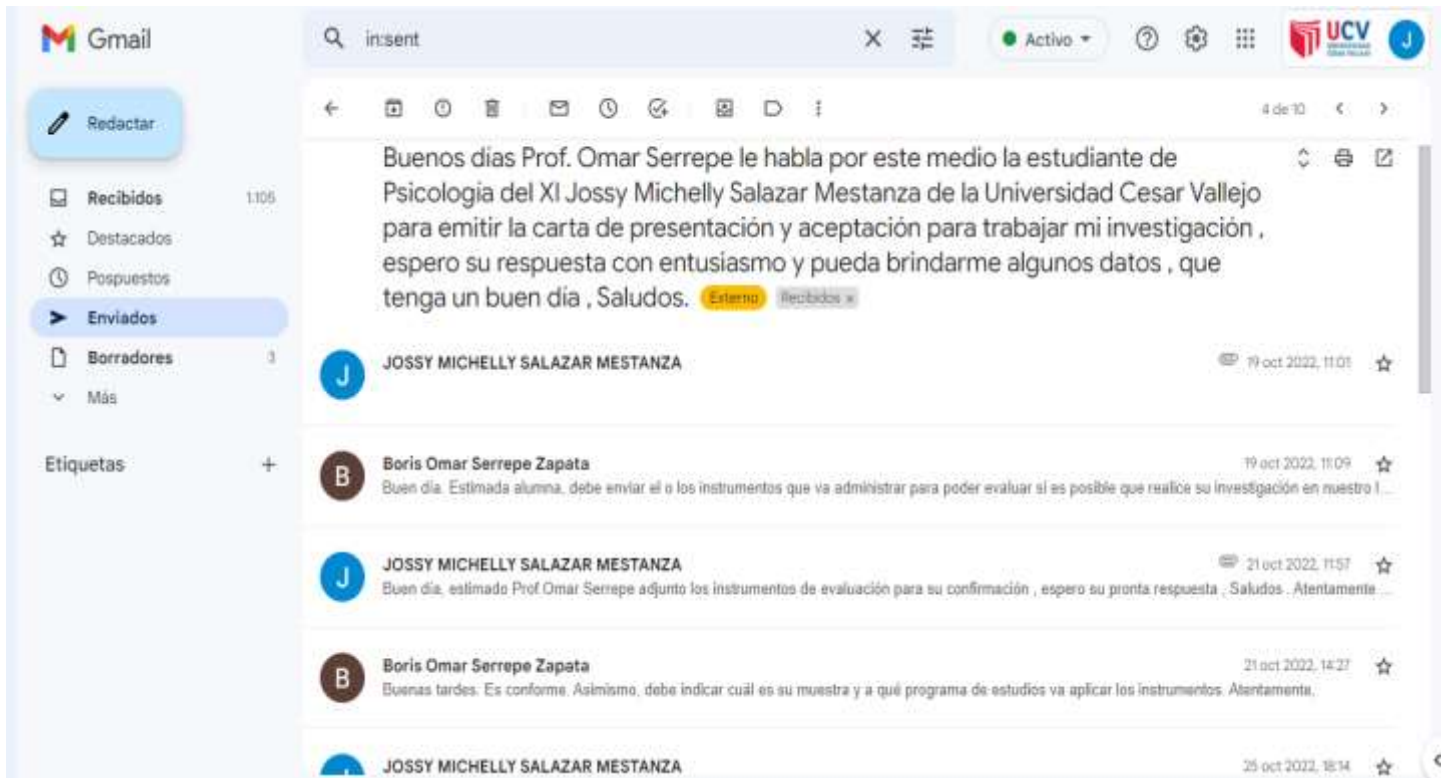 Gmail
in:sent
Activo
UCV
UNIVERSIDAD
CÉSAR VALLEJO
J
Redactar
4 de 10
Buenos días Prof. Omar Serrepe le habla por este medio la estudiante de
Psicología del XI Jossy Michelly Salazar Mestanza de la Universidad Cesar Vallejo
para emitir la carta de presentación y aceptación para trabajar mi investigación ,
espero su respuesta con entusiasmo y pueda brindarme algunos datos , que
tenga un buen día , Saludos. Externo Recibidos x
Recibidos 1.105
Destacados
Pospuestos
Enviados
Borradores 3
Más
Etiquetas +
J
JOSSY MICHELLY SALAZAR MESTANZA 19 oct 2022, 11:01
B
Boris Omar Serrepe Zapata 19 oct 2022, 11:09
Buen día. Estimada alumna, debe enviar el o los instrumentos que va administrar para poder evaluar si es posible que realice su investigación en nuestro I...
J
JOSSY MICHELLY SALAZAR MESTANZA 21 oct 2022, 11:57
Buen día, estimado Prof Omar Serrepe adjunto los instrumentos de evaluación para su confirmación , espero su pronta respuesta , Saludos . Atentamente ...
B
Boris Omar Serrepe Zapata 21 oct 2022, 14:27
Buenas tardes. Es conforme. Asimismo, debe indicar cuál es su muestra y a qué programa de estudios va aplicar los instrumentos. Atentamente.
JOSSY MICHELLY SALAZAR MESTANZA 25 oct 2022, 18:14